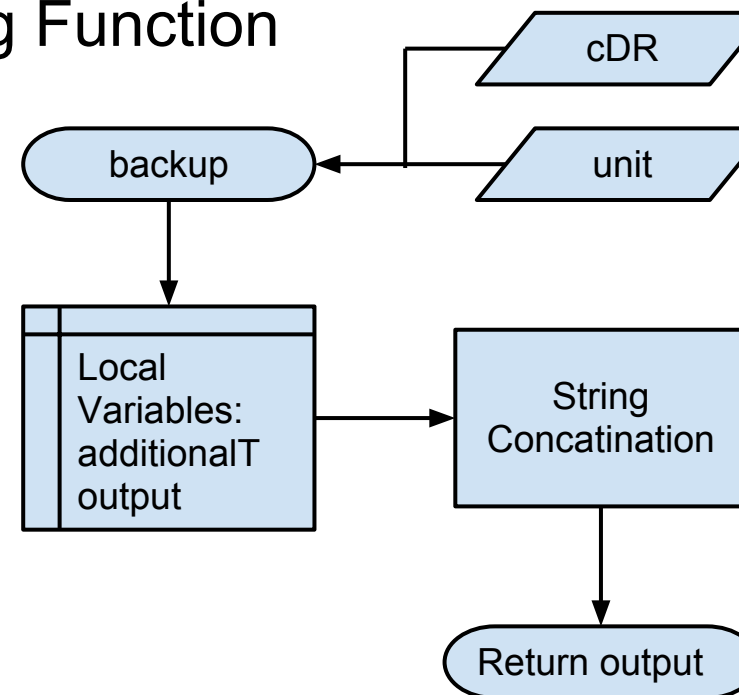 g Function
cDR
backup
unit
Local
Variables:
additionalT
output
String
Concatination
Return output